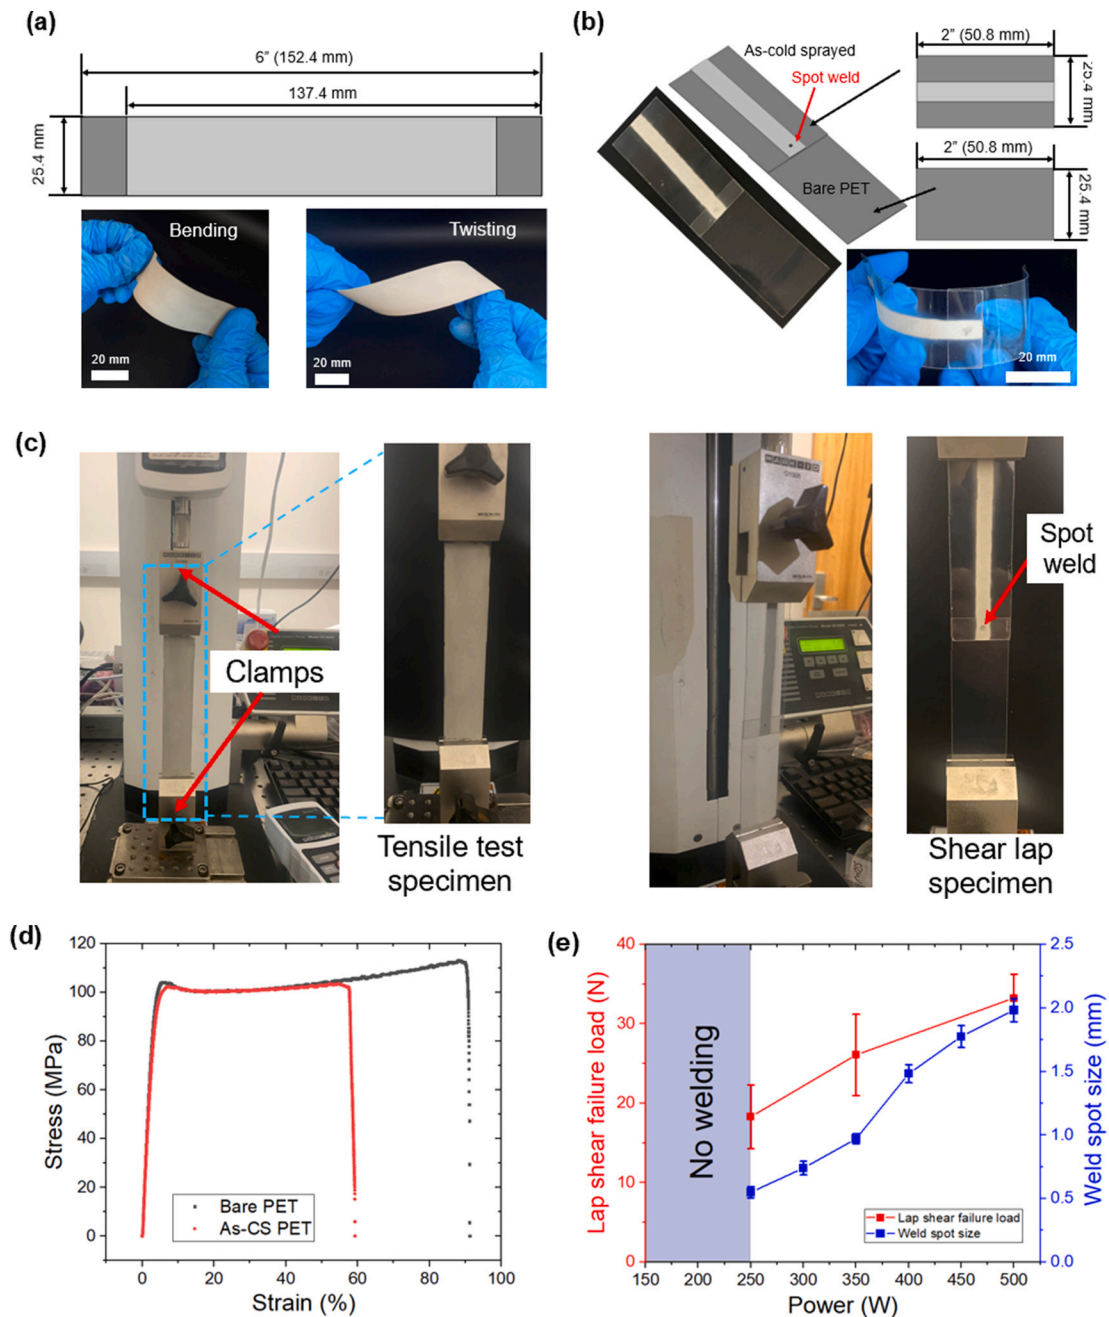 (a)
6" (152.4 mm)
137.4 mm
25.4 mm
Bending
20 mm
Twisting
20 mm
(b)
As-cold sprayed
Spot weld
Bare PET
2" (50.8 mm)
25.4 mm
2" (50.8 mm)
25.4 mm
20 mm
(c)
Clamps
Tensile test
specimen
MARK-10
Spot
weld
Shear lap
specimen
(d)
Stress (MPa)
120
100
80
60
40
20
0
Bare PET
As-CS PET
0 20 40 60 80 100
Strain (%)
(e)
Lap shear failure load (N)
40
30
20
10
0
No welding
Lap shear failure load
Weld spot size
2.5
2.0
1.5
1.0
0.5
0.0
Weld spot size (mm)
150 200 250 300 350 400 450 500
Power (W)